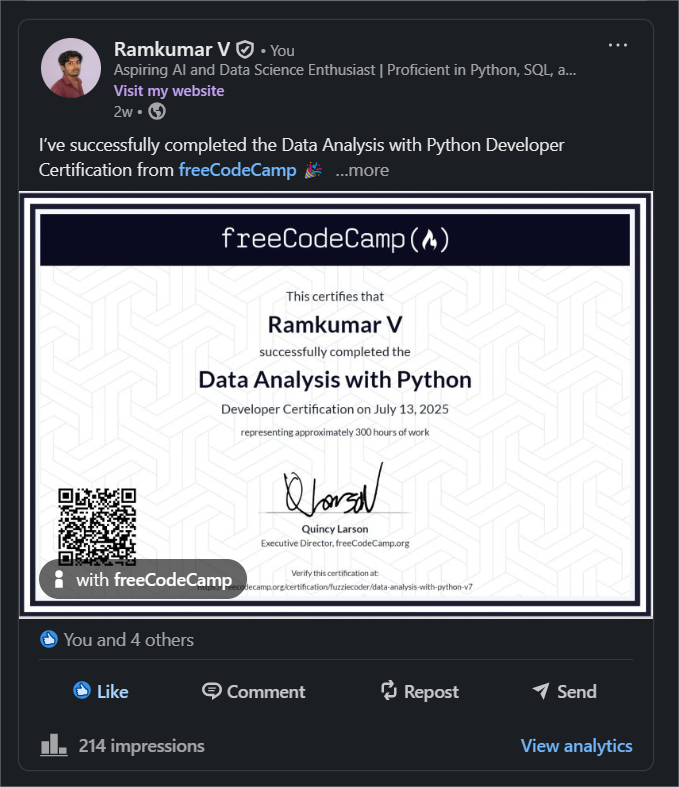 Ramkumar V • You
Aspiring AI and Data Science Enthusiast | Proficient in Python, SQL, a...
Visit my website
2w •
I've successfully completed the Data Analysis with Python Developer
Certification from freeCodeCamp 🎉 ...more
freeCodeCamp(🔥)
This certifies that
Ramkumar V
successfully completed the
Data Analysis with Python
Developer Certification on July 13, 2025
representing approximately 300 hours of work
Quincy Larson
Executive Director, freeCodeCamp.org
Verify this certification at:
https://freecodecamp.org/certification/fuzziecoder/data-analysis-with-python-v7
with freeCodeCamp
You and 4 others
Like Comment Repost Send
214 impressions View analytics